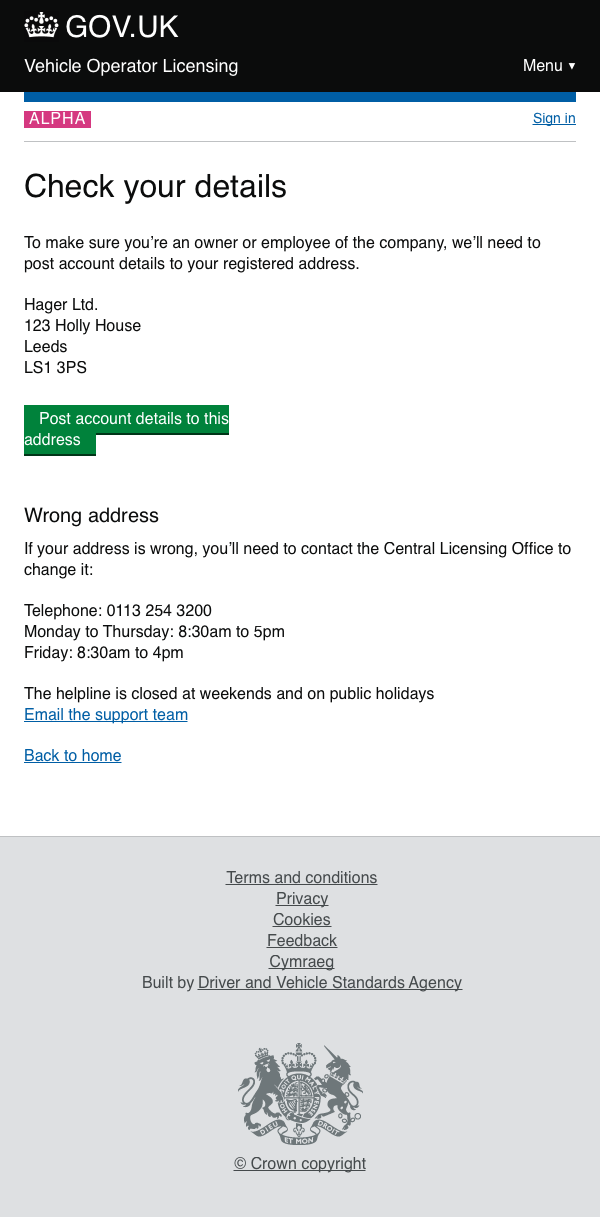 GOV.UK
Vehicle Operator Licensing
Menu ▼
ALPHA
Sign in
Check your details
To make sure you’re an owner or employee of the company, we’ll need to
post account details to your registered address.
Hager Ltd.
123 Holly House
Leeds
LS1 3PS
Post account details to this
address
Wrong address
If your address is wrong, you’ll need to contact the Central Licensing Office to
change it:
Telephone: 0113 254 3200
Monday to Thursday: 8:30am to 5pm
Friday: 8:30am to 4pm
The helpline is closed at weekends and on public holidays
Email the support team
Back to home
Terms and conditions
Privacy
Cookies
Feedback
Cymraeg
Built by Driver and Vehicle Standards Agency
DIEU ET MON DROIT
© Crown copyright